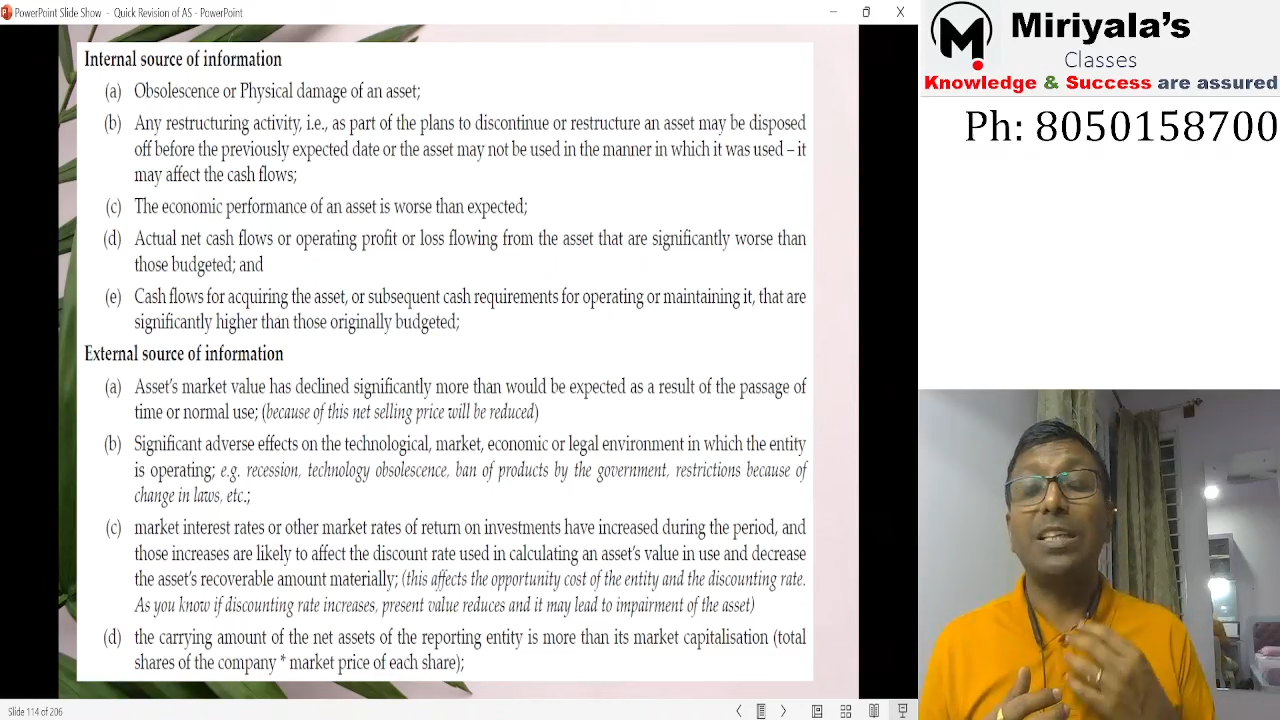 PowerPoint Slide Show - Quick Revision of AS - PowerPoint
Internal source of information
(a) Obsolescence or Physical damage of an asset;
(b) Any restructuring activity, i.e., as part of the plans to discontinue or restructure an asset may be disposed
off before the previously expected date or the asset may not be used in the manner in which it was used – it
may affect the cash flows;
(c) The economic performance of an asset is worse than expected;
(d) Actual net cash flows or operating profit or loss flowing from the asset that are significantly worse than
those budgeted; and
(e) Cash flows for acquiring the asset, or subsequent cash requirements for operating or maintaining it, that are
significantly higher than those originally budgeted;
External source of information
(a) Asset's market value has declined significantly more than would be expected as a result of the passage of
time or normal use; (because of this net selling price will be reduced)
(b) Significant adverse effects on the technological, market, economic or legal environment in which the entity
is operating; e.g. recession, technology obsolescence, ban of products by the government, restrictions because of
change in laws, etc.;
(c) market interest rates or other market rates of return on investments have increased during the period, and
those increases are likely to affect the discount rate used in calculating an asset's value in use and decrease
the asset's recoverable amount materially; (this affects the opportunity cost of the entity and the discounting rate.
As you know if discounting rate increases, present value reduces and it may lead to impairment of the asset)
(d) the carrying amount of the net assets of the reporting entity is more than its market capitalisation (total
shares of the company * market price of each share);
Slide 114 of 206
M
Miriyala's
Classes
Knowledge & Success are assured
Ph: 8050158700